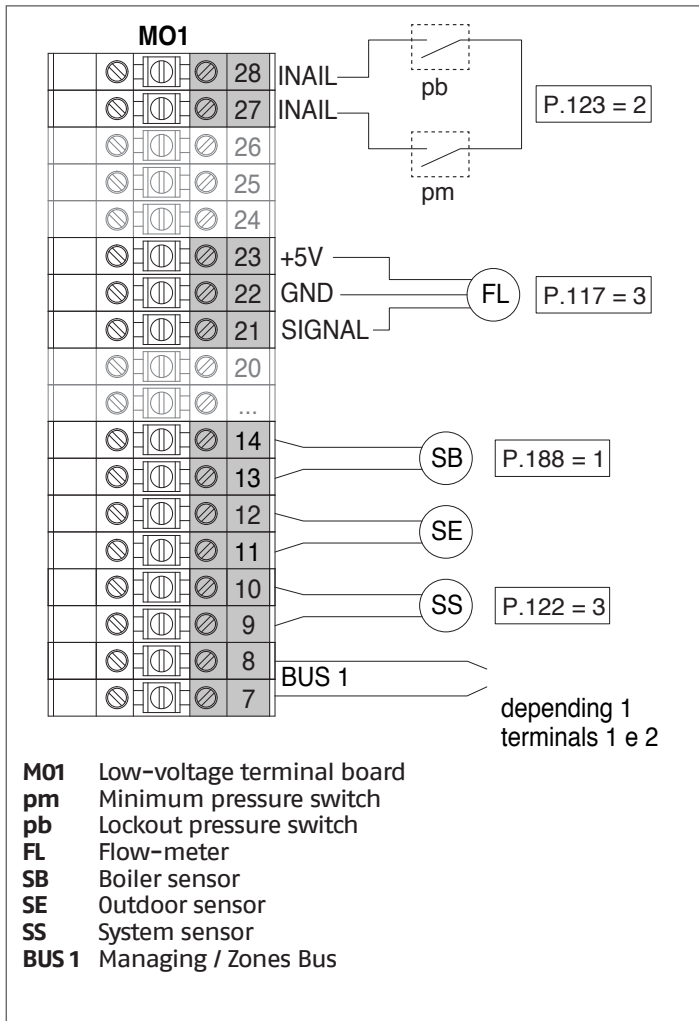 MO1
28 INAIL
pb
27 INAIL
P.123 = 2
26
25
pm
24
23 +5V
22 GND
FL
P.117 = 3
21 SIGNAL
20
...
14
SB
P.188 = 1
13
12
SE
11
10
SS
P.122 = 3
9
8
BUS 1
7
depending 1
terminals 1 e 2
M01 Low-voltage terminal board
pm Minimum pressure switch
pb Lockout pressure switch
FL Flow-meter
SB Boiler sensor
SE Outdoor sensor
SS System sensor
BUS 1 Managing / Zones Bus